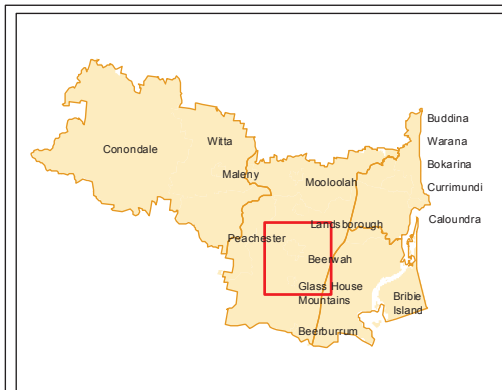 Buddina
Warana
Witta
Conondale
Bokarina
Maleny
Mooloolah
Currimundi
Caloundra
Landsborough
Peachester
Beerwah
Glass House
Mountains
Bribie
Island
Beerburrum